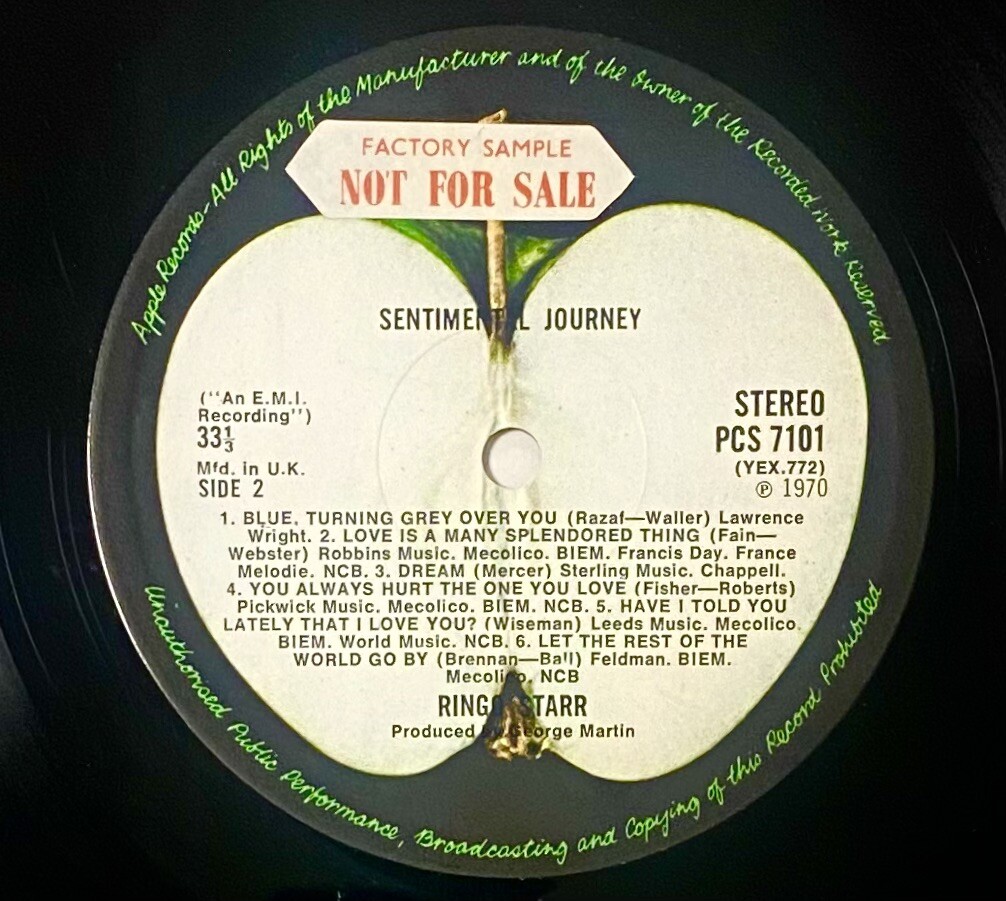 Apple Records-All Rights of the Manufacturer and of the Owner of the Recorded Work Reserved
FACTORY SAMPLE
NOT FOR SALE
SENTIMENTAL JOURNEY
("An E.M.I.
Recording")
33⅓
Mfd. in U.K.
SIDE 2
STEREO
PCS 7101
(YEX.772)
℗ 1970
1. BLUE, TURNING GREY OVER YOU (Razaf—Waller) Lawrence
Wright. 2. LOVE IS A MANY SPLENDORED THING (Fain—
Webster) Robbins Music. Mecolico. BIEM. Francis Day. France
Melodie. NCB. 3. DREAM (Mercer) Sterling Music. Chappell.
4. YOU ALWAYS HURT THE ONE YOU LOVE (Fisher—Roberts)
Pickwick Music. Mecolico. BIEM. NCB. 5. HAVE I TOLD YOU
LATELY THAT I LOVE YOU? (Wiseman) Leeds Music. Mecolico.
BIEM. World Music. NCB. 6. LET THE REST OF THE
WORLD GO BY (Brennan—Ball) Feldman. BIEM.
Mecolico. NCB
RINGO STARR
Produced by George Martin
Unauthorised Public Performance, Broadcasting and Copying of this Record Prohibited